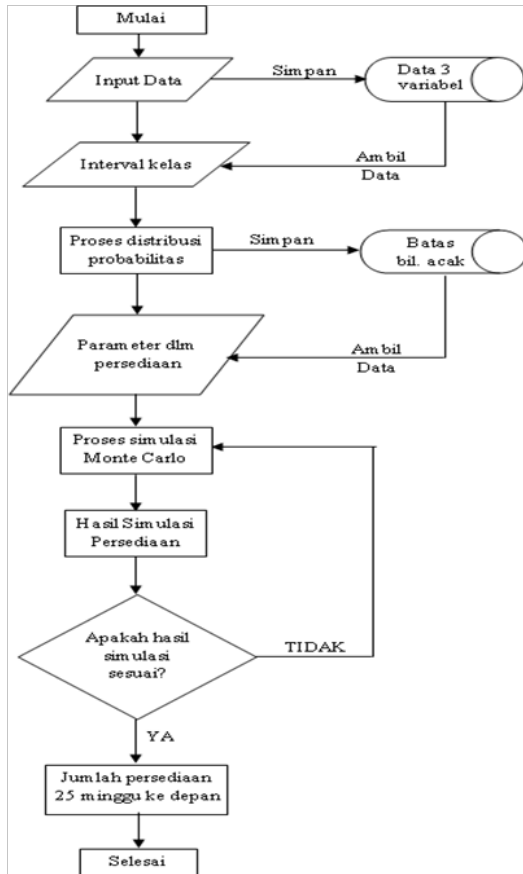 Mulai
Input Data
Simpan
Data 3
variabel
Interval kelas
Ambil
Data
Proses distribusi
probabilitas
Simpan
Batas
bil. acak
Parameter dlm
persediaan
Ambil
Data
Proses simulasi
Monte Carlo
Hasil Simulasi
Persediaan
Apakah hasil
simulasi
sesuai?
TIDAK
YA
Jumlah persediaan
25 minggu ke depan
Selesai